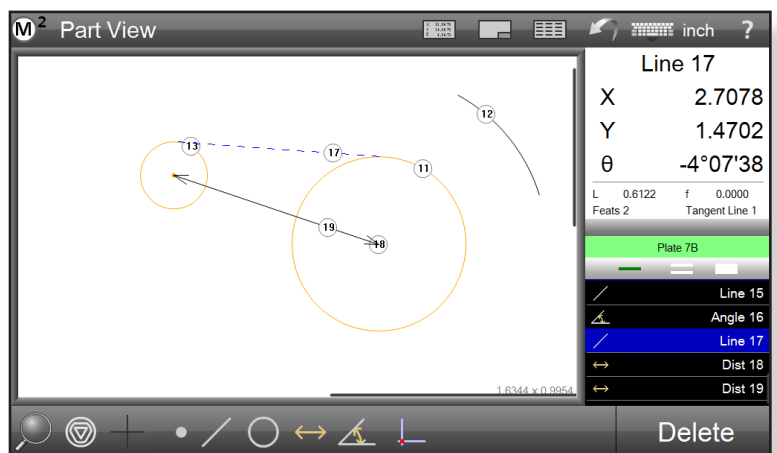 M² Part View inch ?
Line 17
X 2.7078
Y 1.4702
θ -4°07'38
L 0.6122 f 0.0000
Feats 2 Tangent Line 1
Plate 7B
Line 15
Angle 16
Line 17
Dist 18
Dist 19
13
17
12
11
19
18
1.6344 x 0.9954
Delete